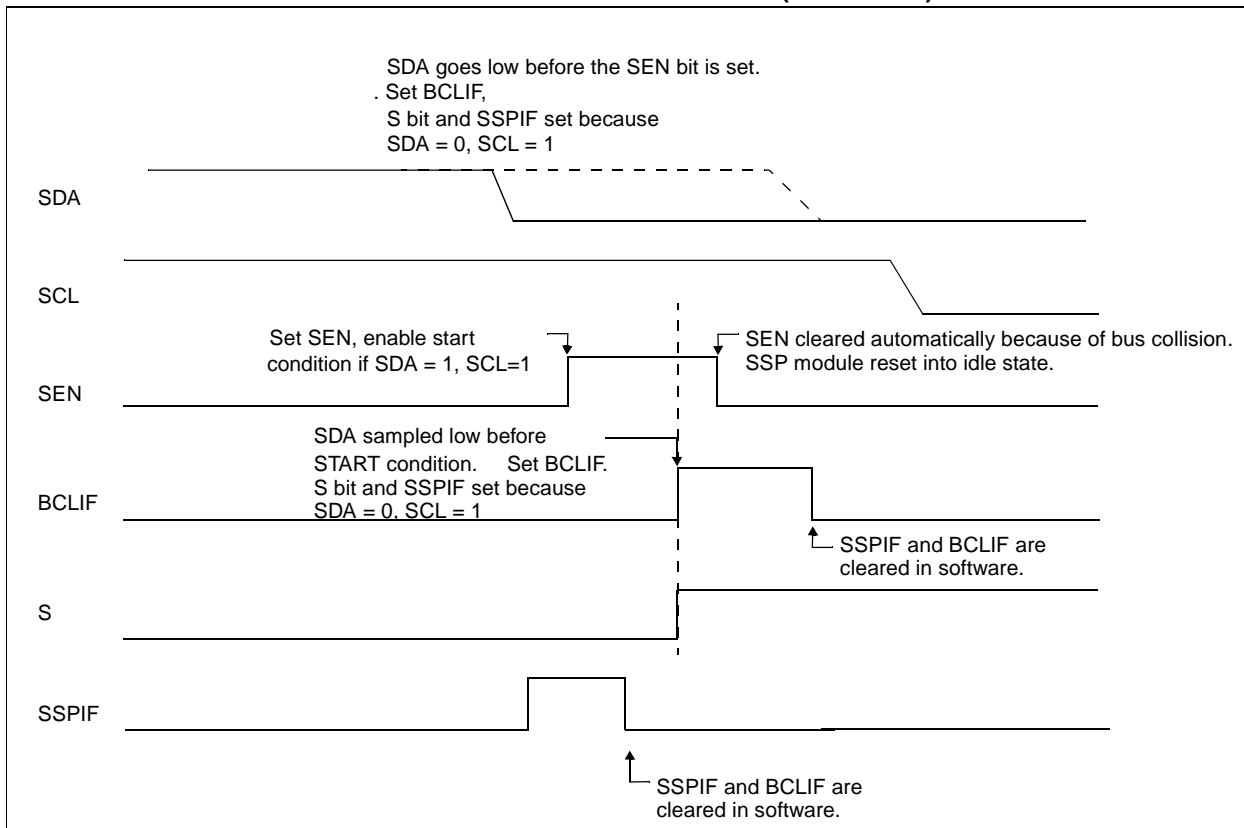 SDA goes low before the SEN bit is set.
. Set BCLIF,
S bit and SSPIF set because
SDA = 0, SCL = 1
SDA
SCL
Set SEN, enable start
condition if SDA = 1, SCL=1
SEN cleared automatically because of bus collision.
SSP module reset into idle state.
SEN
SDA sampled low before
START condition. Set BCLIF.
S bit and SSPIF set because
SDA = 0, SCL = 1
BCLIF
SSPIF and BCLIF are
cleared in software.
S
SSPIF
SSPIF and BCLIF are
cleared in software.